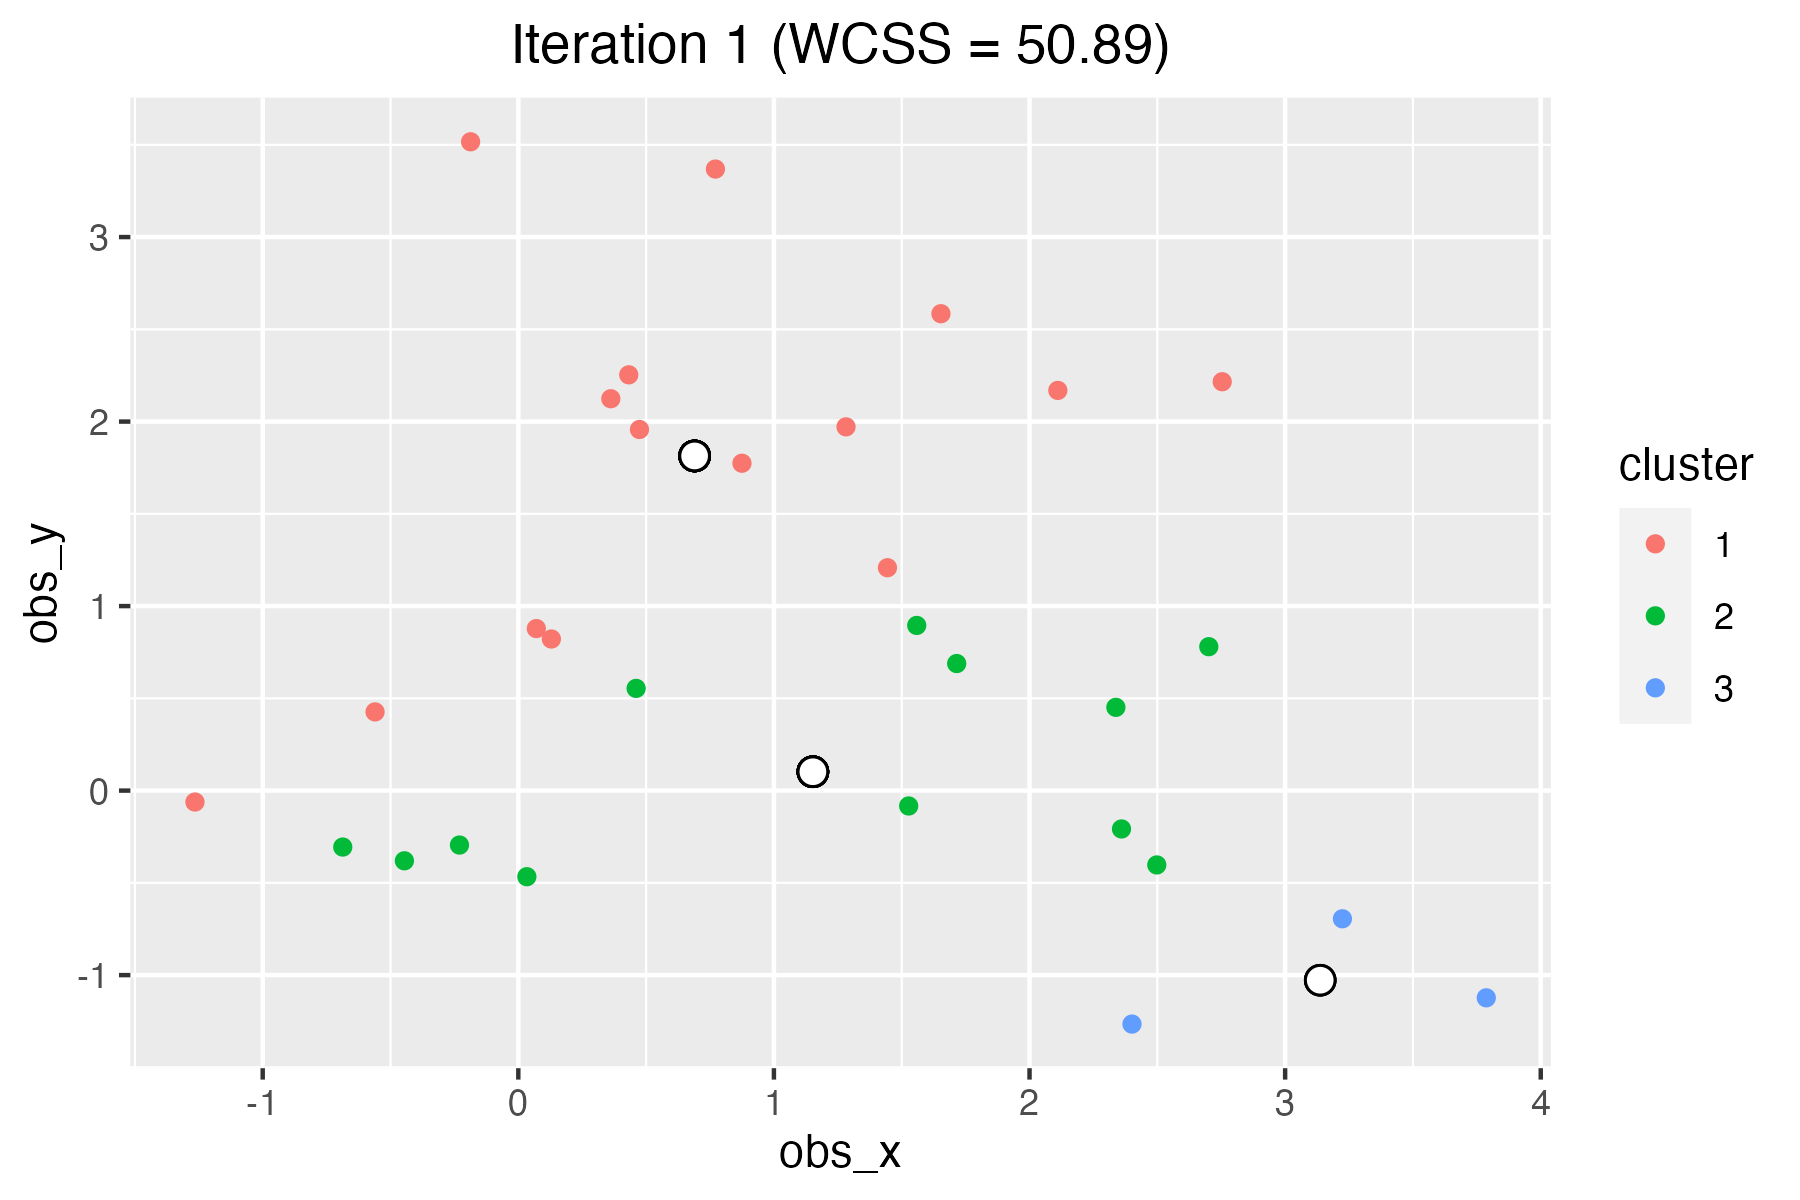 Iteration 1 (WCSS = 50.89)
3
2
1
0
-1
obs_y
-1 0 1 2 3 4
obs_x
cluster
1
2
3